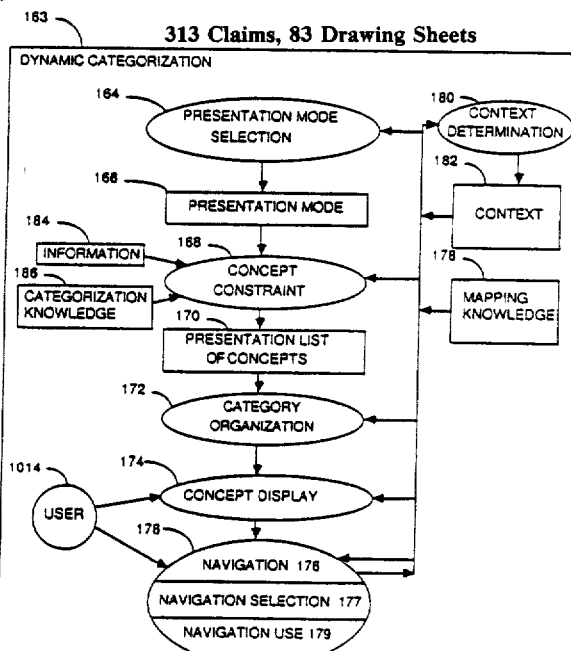 313 Claims, 83 Drawing Sheets
163
DYNAMIC CATEGORIZATION
164
PRESENTATION MODE
SELECTION
180
CONTEXT
DETERMINATION
166
PRESENTATION MODE
182
CONTEXT
184
INFORMATION
168
CONCEPT
CONSTRAINT
178
MAPPING
KNOWLEDGE
186
CATEGORIZATION
KNOWLEDGE
170
PRESENTATION LIST
OF CONCEPTS
172
CATEGORY
ORGANIZATION
174
CONCEPT DISPLAY
1014
USER
178
NAVIGATION 176
NAVIGATION SELECTION 177
NAVIGATION USE 179